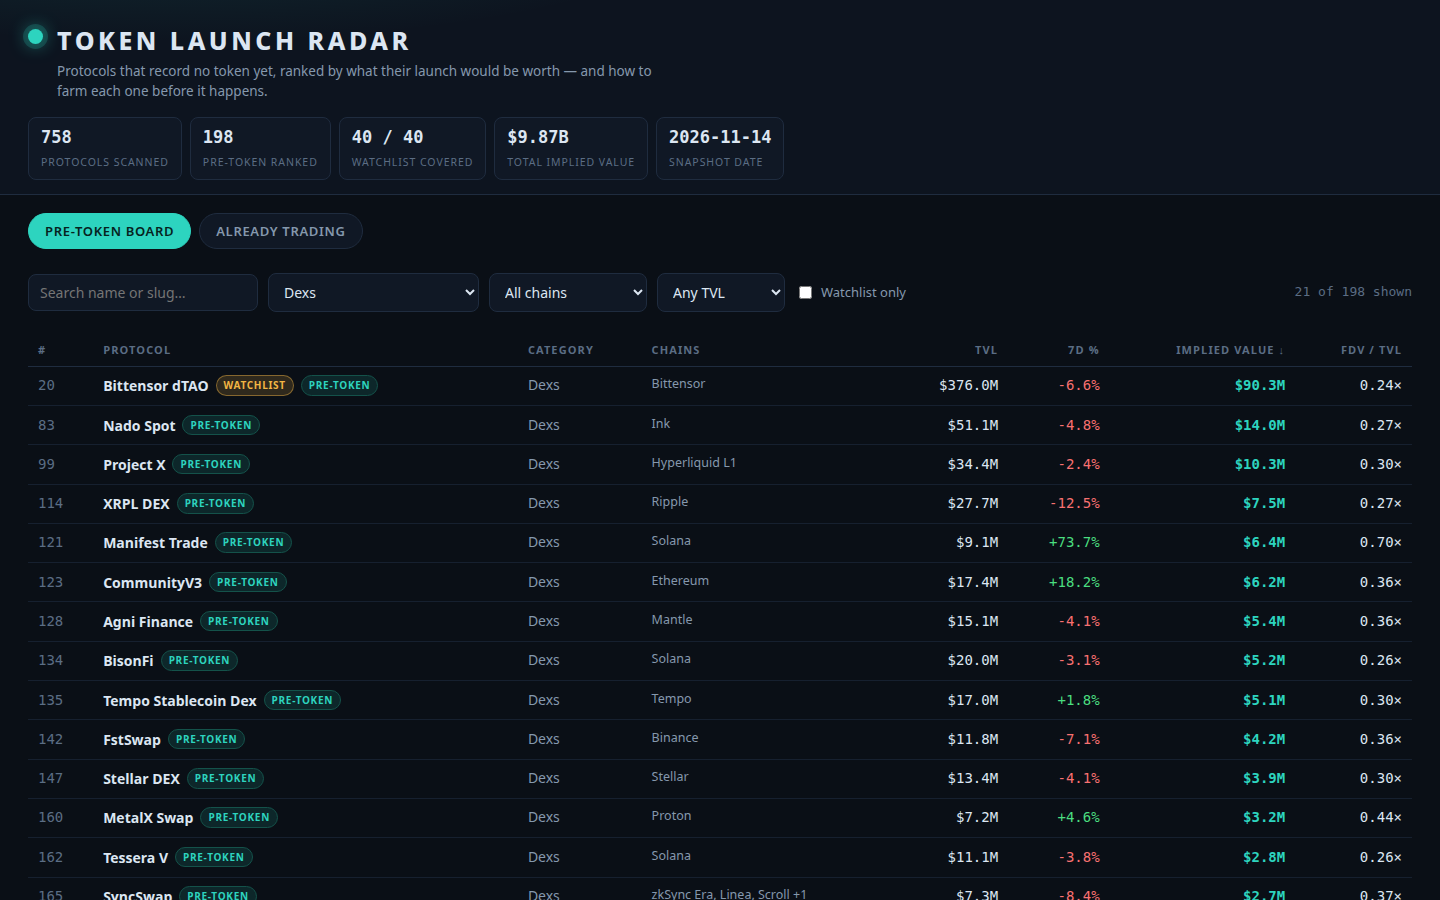 TOKEN LAUNCH RADAR
Protocols that record no token yet, ranked by what their launch would be worth — and how to
farm each one before it happens.
758 198 40 / 40 $9.87B 2026-11-14
PROTOCOLS SCANNED PRE-TOKEN RANKED WATCHLIST COVERED TOTAL IMPLIED VALUE SNAPSHOT DATE
PRE-TOKEN BOARD ALREADY TRADING
Search name or slug... Dexs All chains Any TVL Watchlist only 21 of 198 shown
# PROTOCOL CATEGORY CHAINS TVL 7D % IMPLIED VALUE ↓ FDV / TVL
20 Bittensor dTAO WATCHLIST PRE-TOKEN Dexs Bittensor $376.0M -6.6% $90.3M 0.24×
83 Nado Spot PRE-TOKEN Dexs Ink $51.1M -4.8% $14.0M 0.27×
99 Project X PRE-TOKEN Dexs Hyperliquid L1 $34.4M -2.4% $10.3M 0.30×
114 XRPL DEX PRE-TOKEN Dexs Ripple $27.7M -12.5% $7.5M 0.27×
121 Manifest Trade PRE-TOKEN Dexs Solana $9.1M +73.7% $6.4M 0.70×
123 CommunityV3 PRE-TOKEN Dexs Ethereum $17.4M +18.2% $6.2M 0.36×
128 Agni Finance PRE-TOKEN Dexs Mantle $15.1M -4.1% $5.4M 0.36×
134 BisonFi PRE-TOKEN Dexs Solana $20.0M -3.1% $5.2M 0.26×
135 Tempo Stablecoin Dex PRE-TOKEN Dexs Tempo $17.0M +1.8% $5.1M 0.30×
142 FstSwap PRE-TOKEN Dexs Binance $11.8M -7.1% $4.2M 0.36×
147 Stellar DEX PRE-TOKEN Dexs Stellar $13.4M -4.1% $3.9M 0.30×
160 MetalX Swap PRE-TOKEN Dexs Proton $7.2M +4.6% $3.2M 0.44×
162 Tessera V PRE-TOKEN Dexs Solana $11.1M -3.8% $2.8M 0.26×
165 SyncSwap PRE-TOKEN Dexs zkSync Era, Linea, Scroll +1 $7.3M -8.4% $2.7M 0.37×